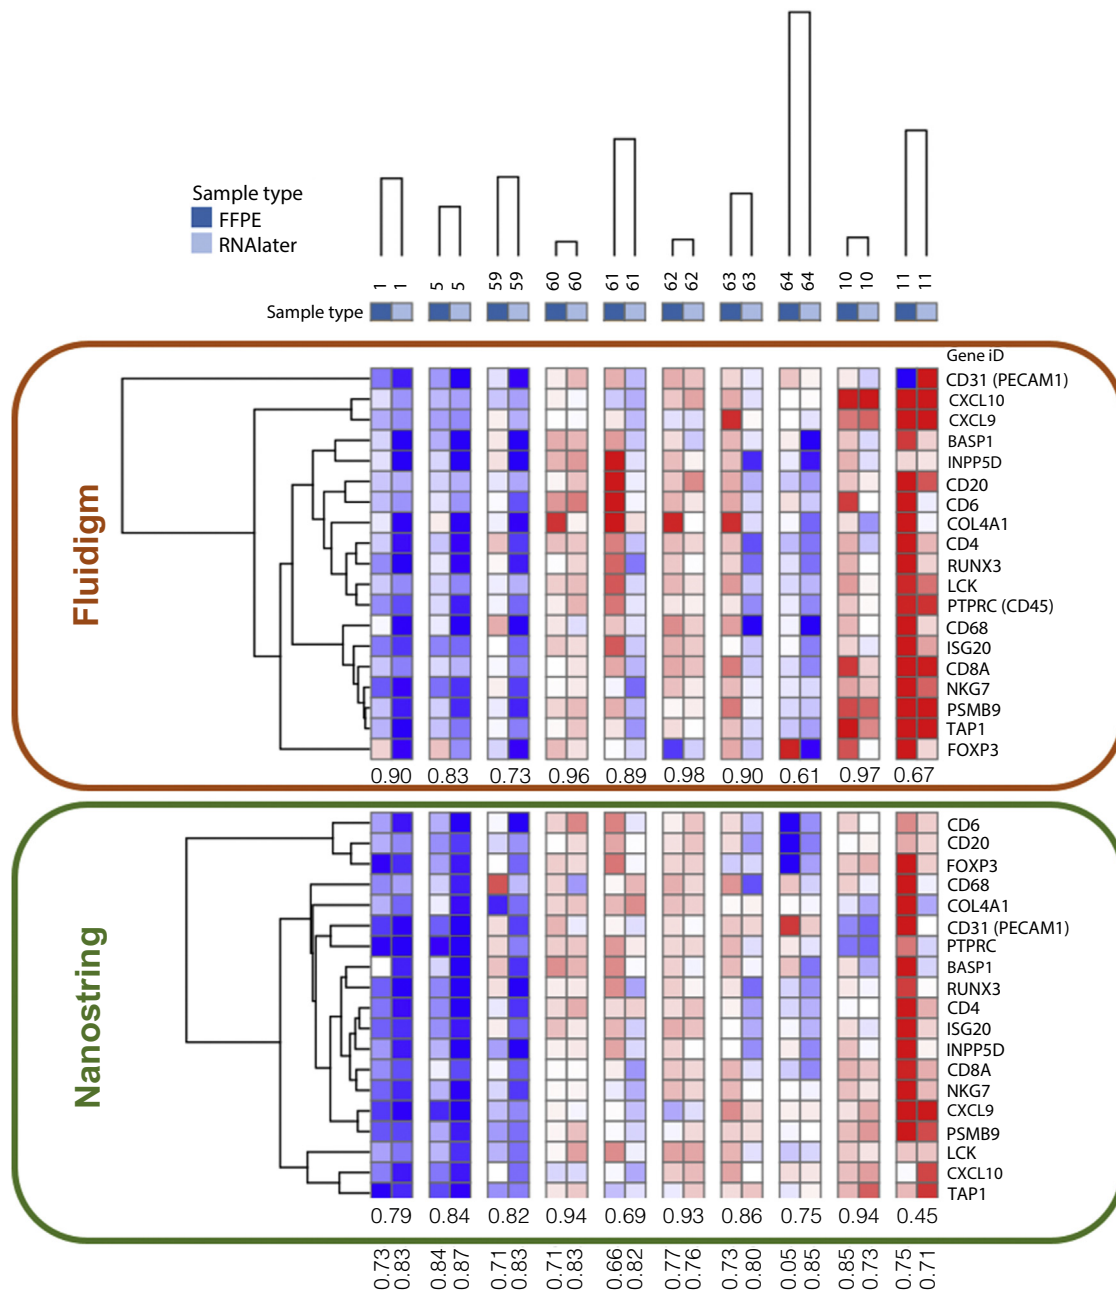 Sample type
FFPE
RNAlater
1 1 5 5 59 59 60 60 61 61 62 62 63 63 64 64 10 10 11 11
Sample type
Gene iD
Fluidigm
CD31 (PECAM1)
CXCL10
CXCL9
BASP1
INPP5D
CD20
CD6
COL4A1
CD4
RUNX3
LCK
PTPRC (CD45)
CD68
ISG20
CD8A
NKG7
PSMB9
TAP1
FOXP3
0.90 0.83 0.73 0.96 0.89 0.98 0.90 0.61 0.97 0.67
Nanostring
CD6
CD20
FOXP3
CD68
COL4A1
CD31 (PECAM1)
PTPRC
BASP1
RUNX3
CD4
ISG20
INPP5D
CD8A
NKG7
CXCL9
PSMB9
LCK
CXCL10
TAP1
0.79 0.84 0.82 0.94 0.69 0.93 0.86 0.75 0.94 0.45
0.73 0.83 0.84 0.87 0.71 0.83 0.71 0.83 0.66 0.82 0.77 0.76 0.73 0.80 0.05 0.85 0.85 0.73 0.75 0.71